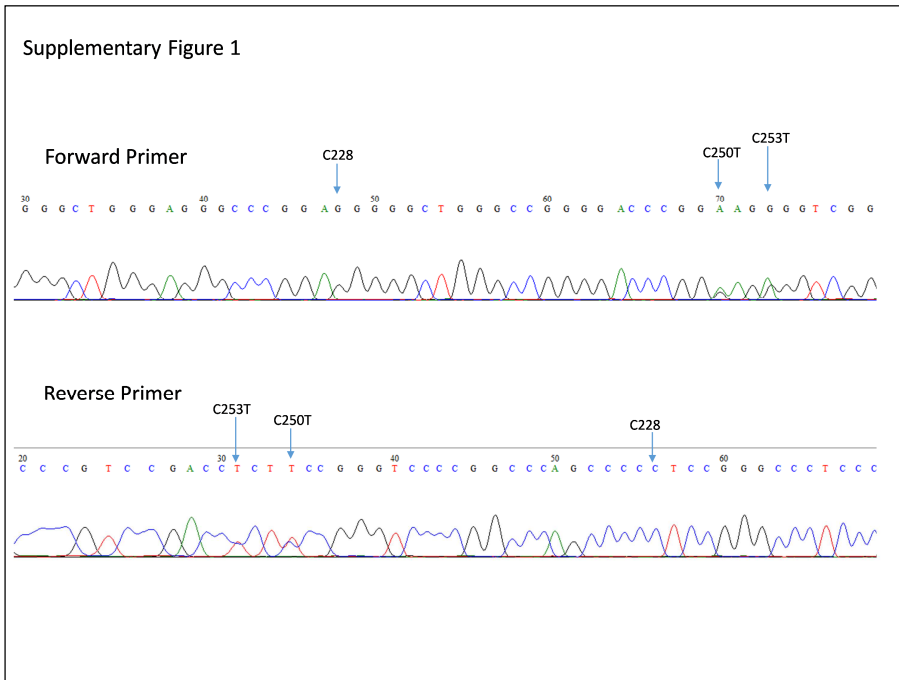 Supplementary Figure 1
Forward Primer
C228
C250T
C253T
30 40 50 60 70
G G G C T G G G A G G G C C C G G A G G G G G C T G G G C C G G G G A C C C G G A A G G G G T C G G
Reverse Primer
C253T
C250T
C228
20 30 40 50 60
C C C G T C C G A C C T C T T C C G G G T C C C C G G C C C A G C C C C C T C C G G G C C C T C C C